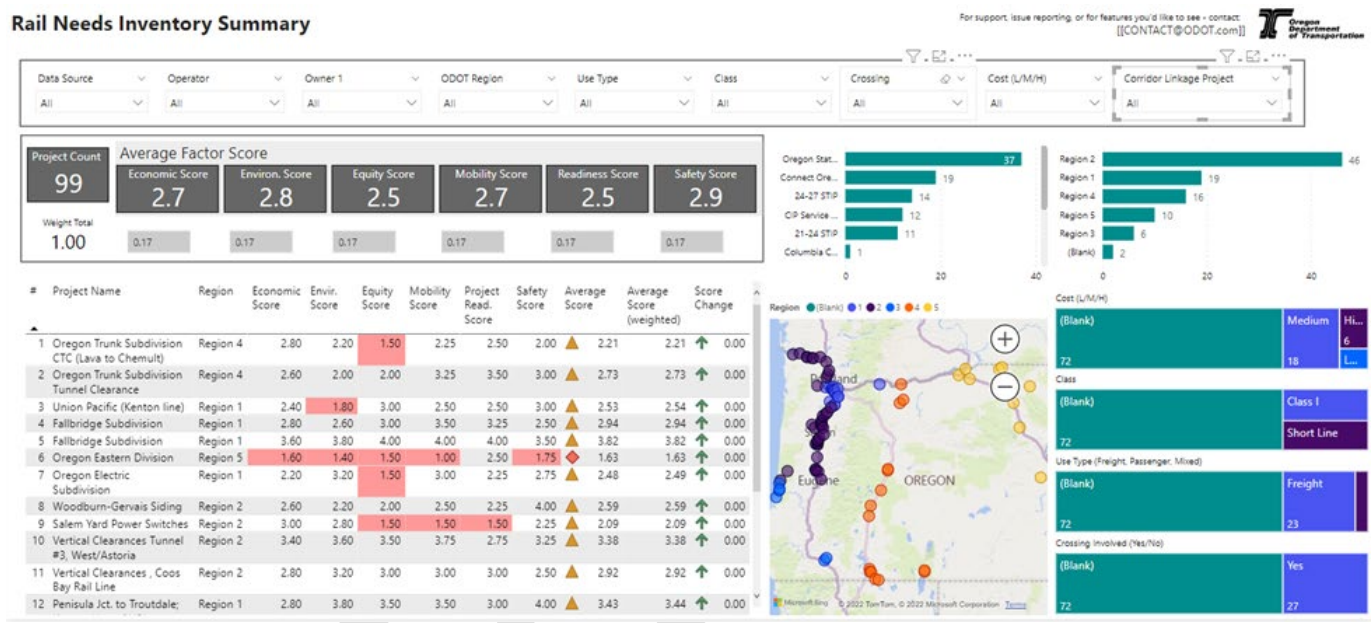 Rail Needs Inventory Summary
For support, issue reporting, or for features you'd like to see - contact:
[[CONTACT@ODOT.com]]
Oregon
Department
of Transportation
Data Source Operator Owner 1 ODOT Region Use Type Class Crossing Cost (L/M/H) Corridor Linkage Project
All All All All All All All All All
Project Count
99
Weight Total
1.00
Average Factor Score
Economic Score Environ. Score Equity Score Mobility Score Readiness Score Safety Score
2.7 2.8 2.5 2.7 2.5 2.9
0.17 0.17 0.17 0.17 0.17 0.17
Oregon Stat... 37
Connect Ore... 19
24-27 STIP 14
CIP Service ... 12
21-24 STIP 11
Columbia C... 1
0 20 40
Region 2 46
Region 1 19
Region 4 16
Region 5 10
Region 3 6
(Blank) 2
0 20 40
# Project Name Region Economic Score Envir. Score Equity Score Mobility Score Project Read. Score Safety Score Average Score Average Score (weighted) Score Change
1 Oregon Trunk Subdivision Region 4 2.80 2.20 1.50 2.25 2.50 2.00 2.21 2.21 0.00
CTC (Lava to Chemult)
2 Oregon Trunk Subdivision Region 4 2.60 2.00 2.00 3.25 3.50 3.00 2.73 2.73 0.00
Tunnel Clearance
3 Union Pacific (Kenton line) Region 1 2.40 1.80 3.00 2.50 2.50 3.00 2.53 2.54 0.00
4 Fallbridge Subdivision Region 1 2.80 2.60 3.00 3.50 3.25 2.50 2.94 2.94 0.00
5 Fallbridge Subdivision Region 1 3.60 3.80 4.00 4.00 4.00 3.50 3.82 3.82 0.00
6 Oregon Eastern Division Region 5 1.60 1.40 1.50 1.00 2.50 1.75 1.63 1.63 0.00
7 Oregon Electric Region 2 2.20 3.20 1.50 3.00 2.25 2.75 2.48 2.49 0.00
Subdivision
8 Woodburn-Gervais Siding Region 2 2.60 2.20 2.00 2.50 2.25 4.00 2.59 2.59 0.00
9 Salem Yard Power Switches Region 2 3.00 2.80 1.50 1.50 1.50 2.25 2.09 2.09 0.00
10 Vertical Clearances Tunnel Region 2 3.40 3.60 3.50 3.75 2.75 3.25 3.38 3.38 0.00
#3, West/Astoria
11 Vertical Clearances , Coos Region 2 2.80 3.20 3.00 3.00 3.00 2.50 2.92 2.92 0.00
Bay Rail Line
12 Penisula Jct. to Troutdale; Region 1 2.80 3.80 3.50 3.50 3.00 4.00 3.43 3.44 0.00
Region (Blank) 1 2 3 4 5
OREGON
Microsoft Bing © 2022 TomTom, © 2022 Microsoft Corporation Terms
Cost (L/M/H)
(Blank) Medium Hi...
6
72 18 L...
Class
(Blank) Class I
Short Line
72
Use Type (Freight, Passenger, Mixed)
(Blank) Freight
72 23
Crossing Involved (Yes/No)
(Blank) Yes
72 27